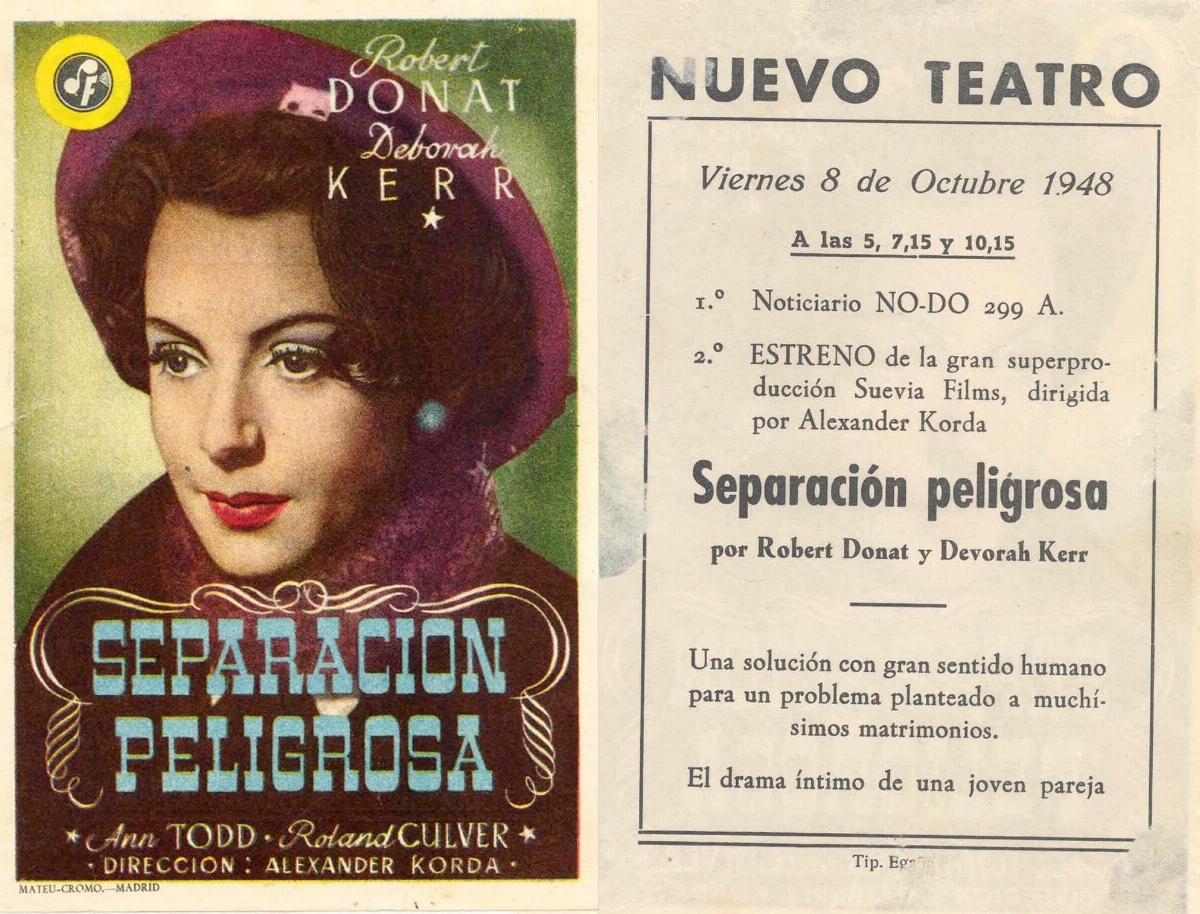 Robert
DONAT
Deborah
KERR
SF
SEPARACION
PELIGROSA
Ann TODD · Roland CULVER
· DIRECCION : ALEXANDER KORDA ·
MATEU-CROMO.—MADRID
NUEVO TEATRO
Viernes 8 de Octubre 1948
A las 5, 7,15 y 10,15
1.º Noticiario NO-DO 299 A.
2.º ESTRENO de la gran superpro-
ducción Suevia Films, dirigida
por Alexander Korda
Separación peligrosa
por Robert Donat y Devorah Kerr
Una solución con gran sentido humano
para un problema planteado a muchí-
simos matrimonios.
El drama íntimo de una joven pareja
Tip.